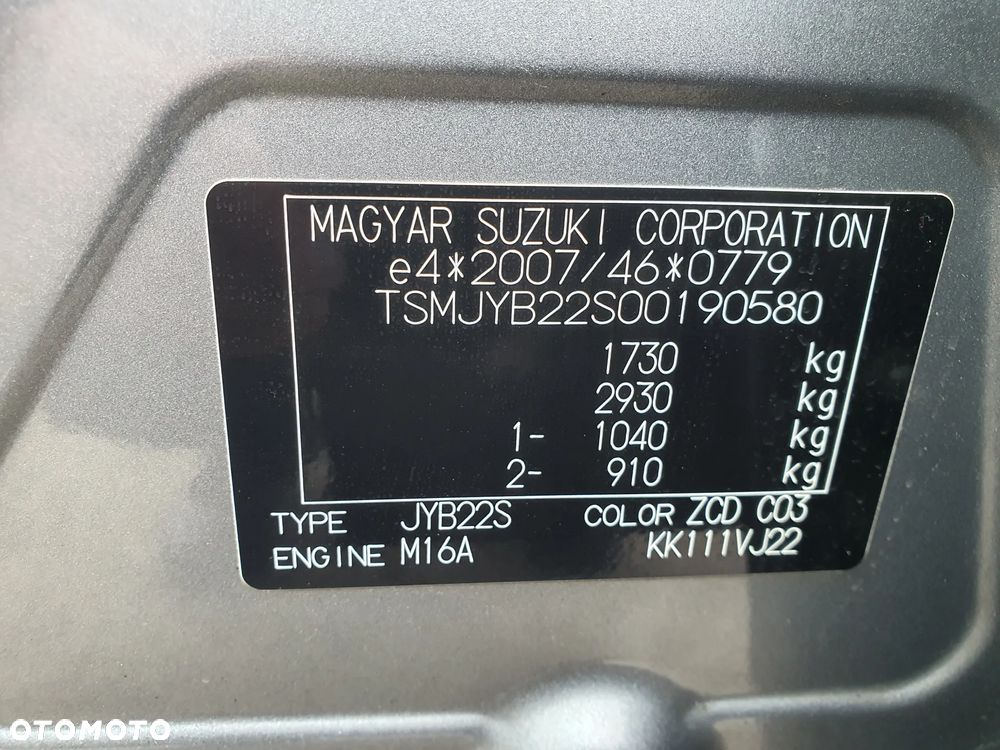 MAGYAR SUZUKI CORPORATION
e4*2007/46*0779
TSMJYB22S00190580
1730 kg
2930 kg
1- 1040 kg
2- 910 kg
TYPE JYB22S COLOR ZCD C03
ENGINE M16A KK111VJ22
OTOMOTO